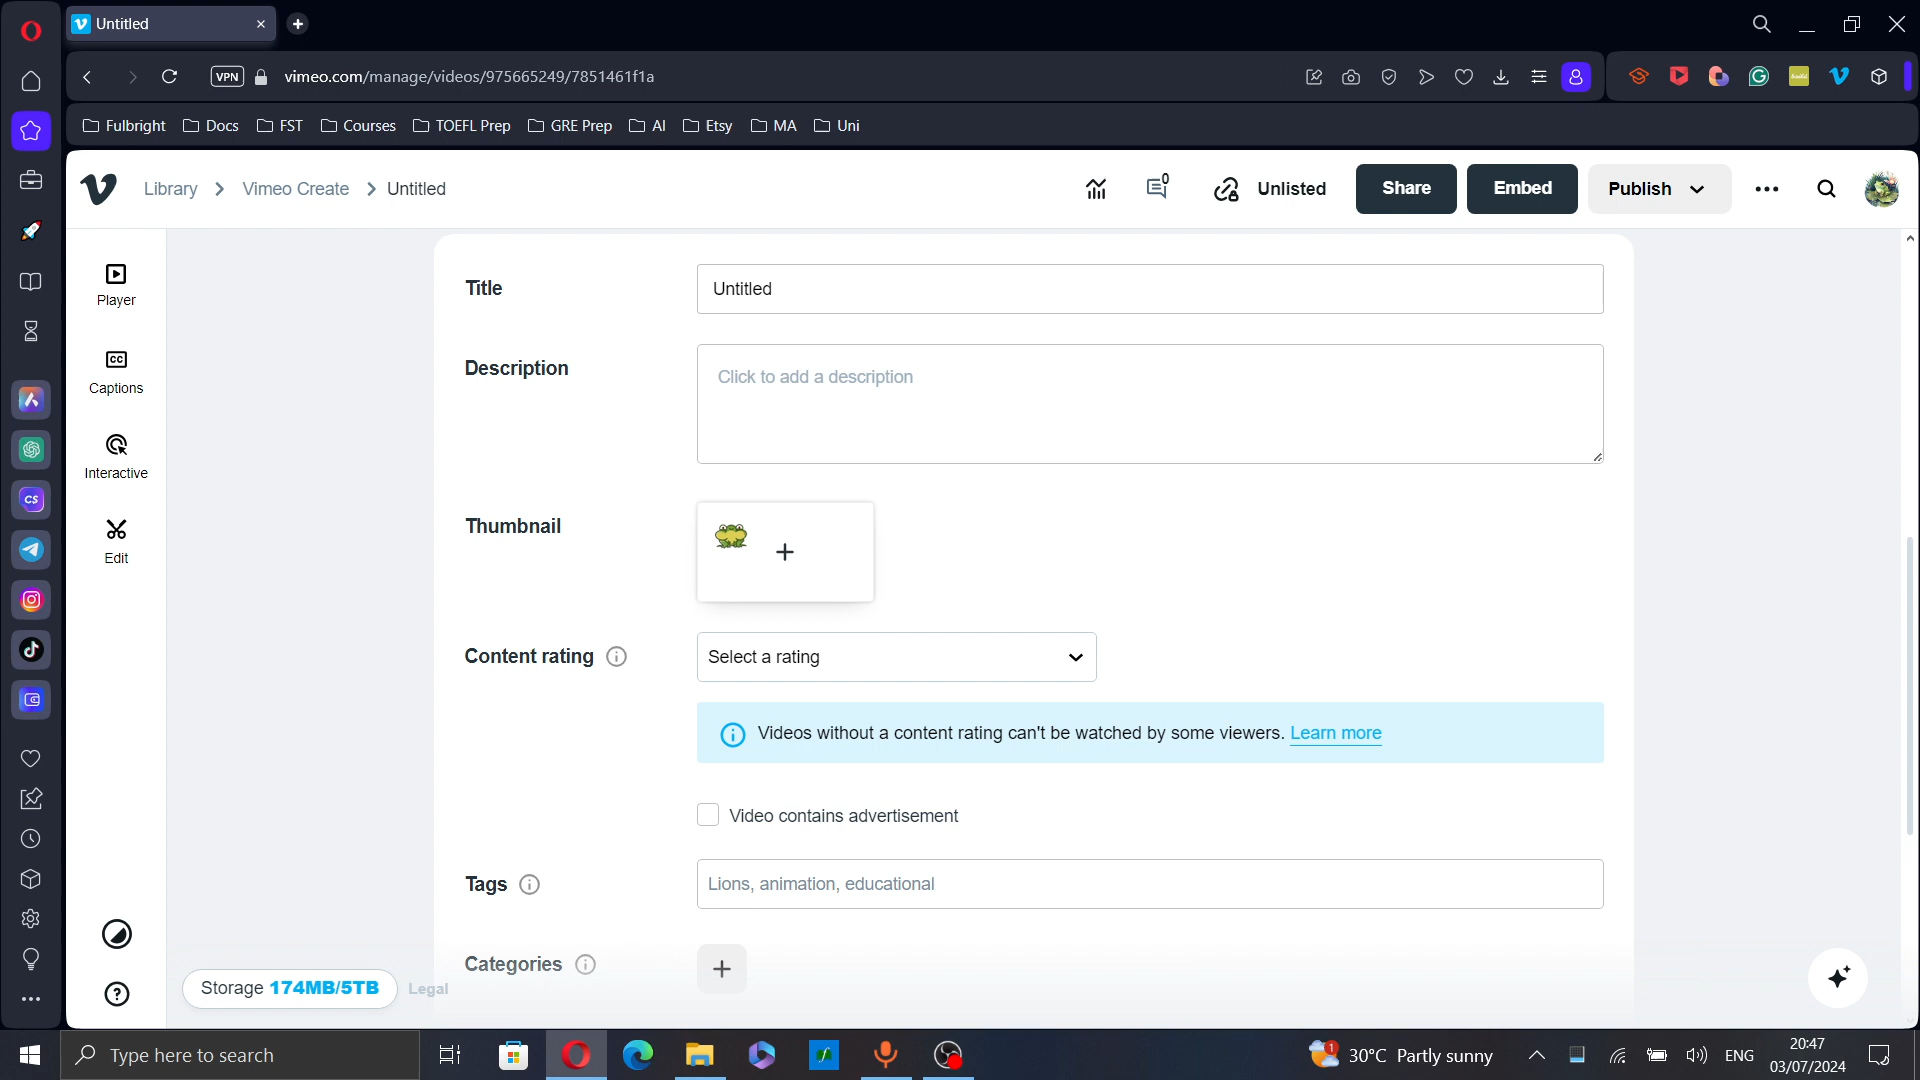 Untitled
VPN vimeo.com/manage/videos/975665249/7851461f1a
Fulbright Docs FST Courses TOEFL Prep GRE Prep AI Etsy MA Uni
Library > Vimeo Create > Untitled 0 Unlisted Share Embed Publish
Player
Captions
Interactive
Edit
Title Untitled
Description Click to add a description
Thumbnail +
Content rating Select a rating
Videos without a content rating can't be watched by some viewers. Learn more
Video contains advertisement
Tags Lions, animation, educational
Categories +
Storage 174MB/5TB Legal
Type here to search 1 30°C Partly sunny ENG 20:47
03/07/2024